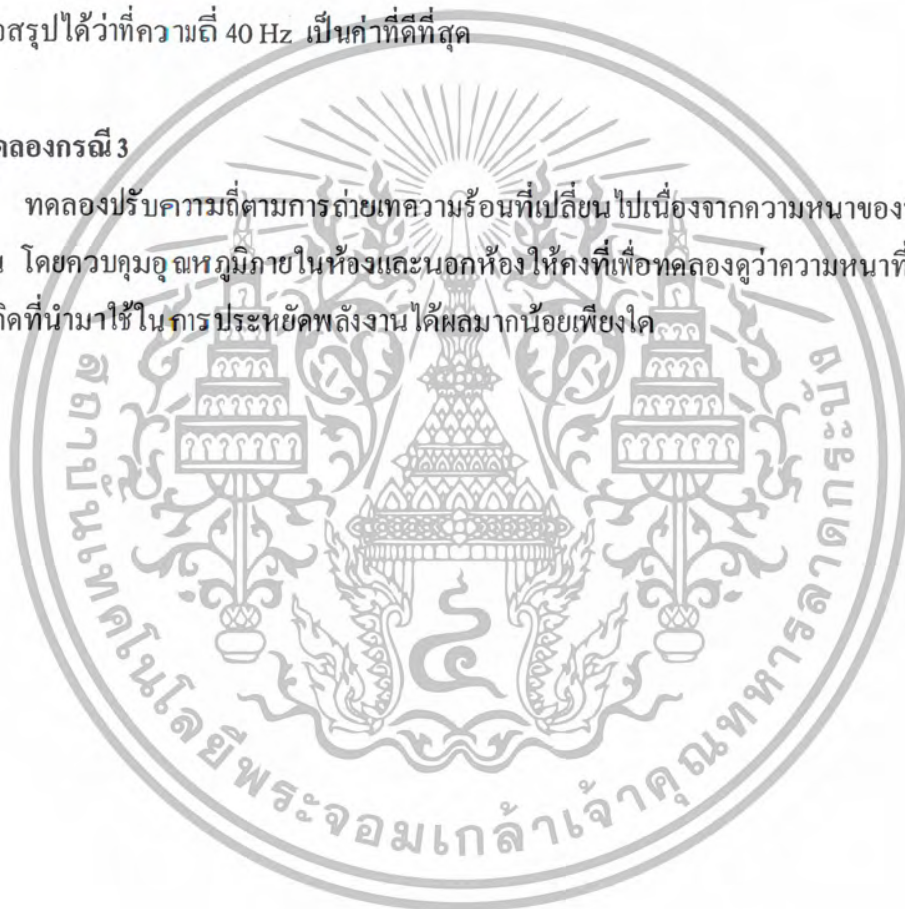 อสรุปได้ว่าที่ความถี่ 40 Hz เป็นค่าที่ดีที่สุด
ดลองกรณี 3
ทดลองปรับความถี่ตามการถ่ายเทความร้อนที่เปลี่ยนไปเนื่องจากความหนาของ
น โดยควบคุมอุณหภูมิภายในห้องและนอกห้องให้คงที่เพื่อทดลองดูว่าความหนาที่
กิดที่นำมาใช้ในการประหยัดพลังงานได้ผลมากน้อยเพียงใด
สถาบันเทคโนโลยีพระจอมเกล้าเจ้าคุณทหารลาดกระบัง